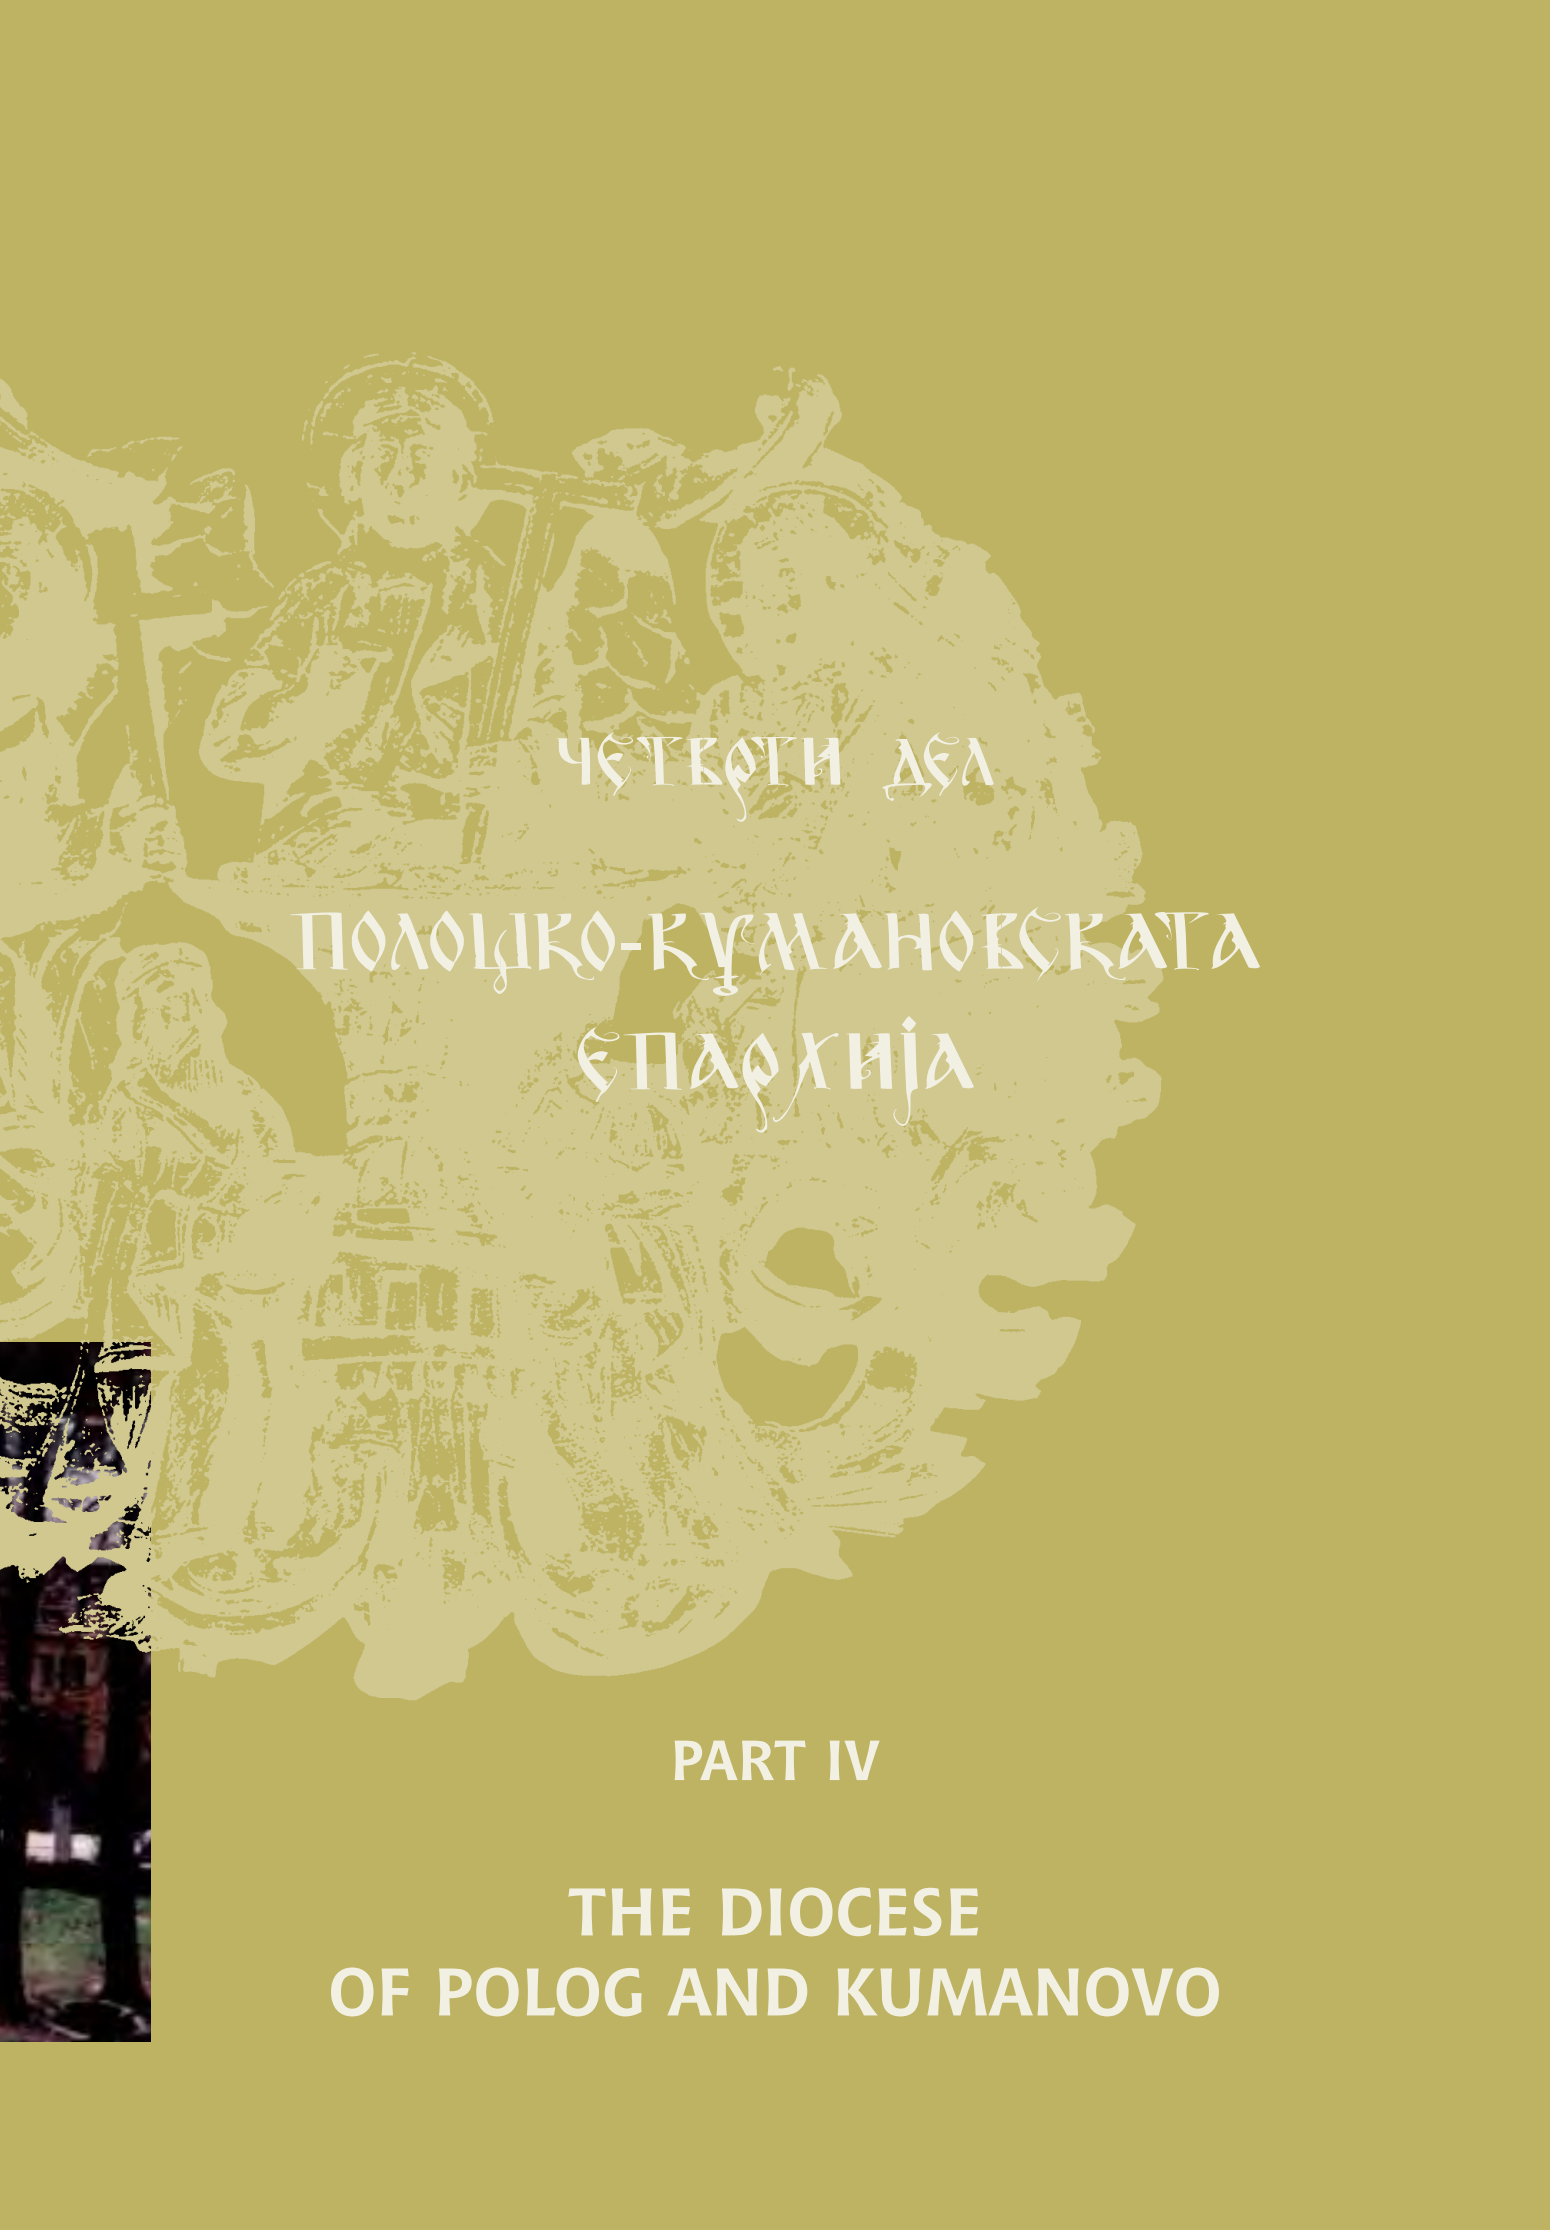 ЧЕТВРТИ ДЕЛ
ПОЛОШКО-КУМАНОВСКАТА
ЕПАРХИЈА
PART IV
THE DIOCESE
OF POLOG AND KUMANOVO